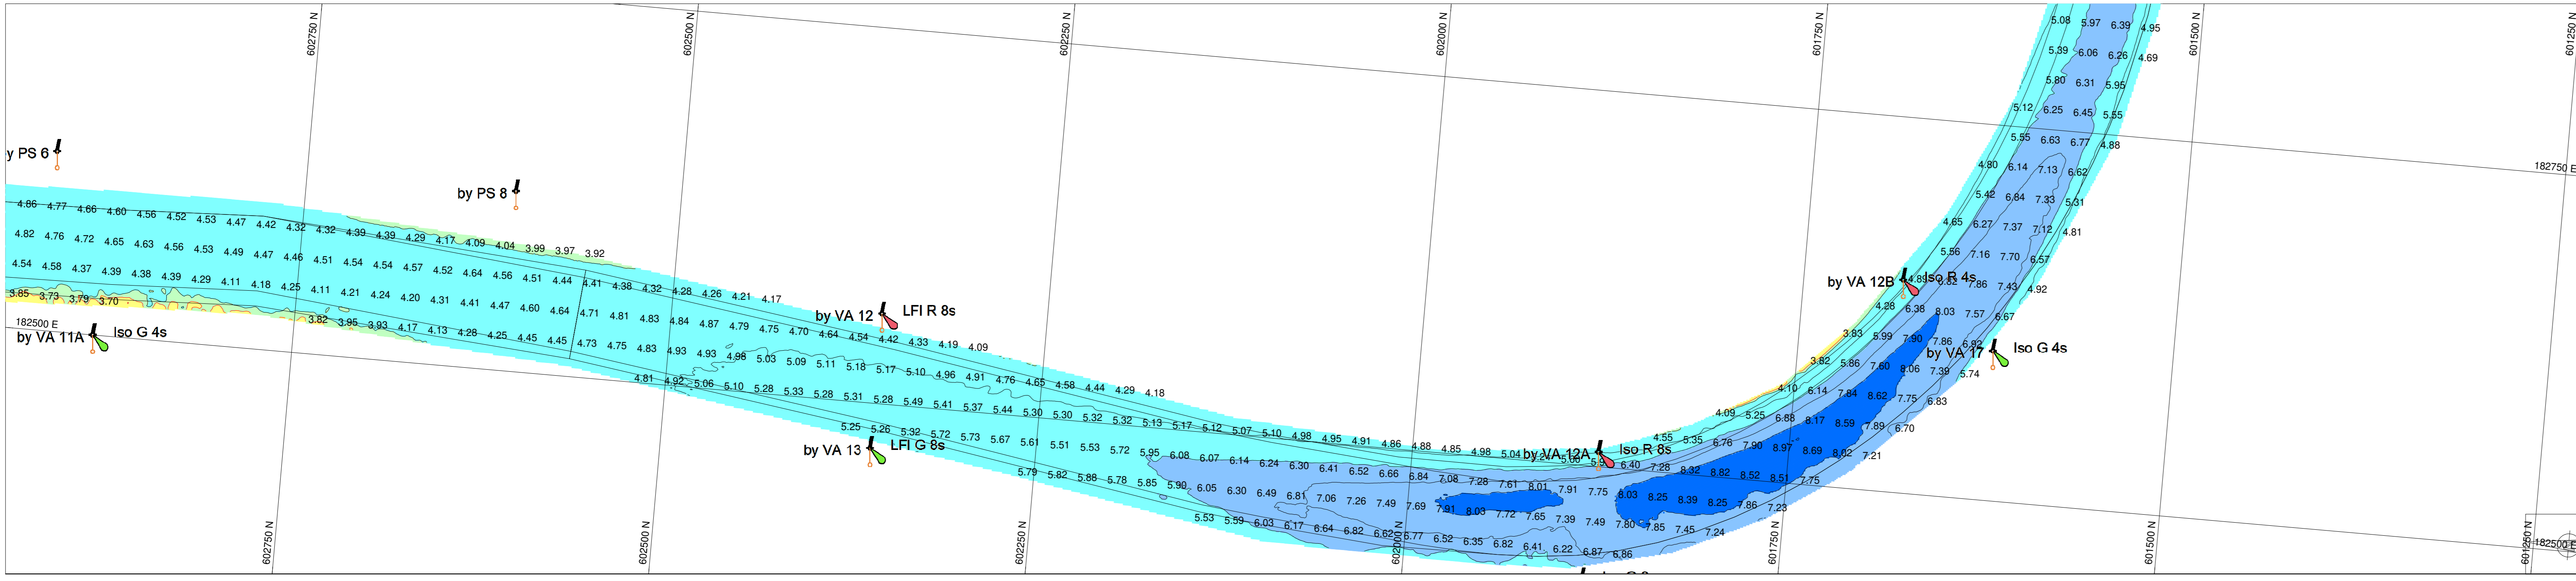 602750 N
602500 N
602250 N
602000 N
601750 N
601500 N
601250 N
5.08 5.97 6.39 4.95
5.39 6.06 6.26 4.69
5.80 6.31 5.95
5.12 6.25 6.45 5.55
5.55 6.63 6.77 4.88
4.80 6.14 7.13 6.62
5.42 6.84 7.33 5.31
4.65 6.27 7.37 7.12 4.81
5.56 7.16 7.70 6.57
182750 E
y PS 6
by PS 8
4.86 4.77 4.66 4.60 4.56 4.52 4.53 4.47 4.42 4.32 4.32 4.39 4.39 4.29 4.17 4.09 4.04 3.99 3.97 3.92
4.82 4.76 4.72 4.65 4.63 4.56 4.53 4.49 4.47 4.46 4.51 4.54 4.54 4.57 4.52 4.64 4.56 4.51 4.44 4.41 4.38 4.32 4.28 4.26 4.21 4.17
4.54 4.58 4.37 4.39 4.38 4.39 4.29 4.11 4.18 4.25 4.11 4.21 4.24 4.20 4.31 4.41 4.47 4.60 4.64 4.71 4.81 4.83 4.84 4.87 4.79 4.75 4.70 4.64 4.54 4.42 4.33 4.19 4.09
3.85 3.73 3.79 3.70
3.82 3.95 3.93 4.17 4.13 4.28 4.25 4.45 4.45 4.73 4.75 4.83 4.93 4.93 4.98 5.03 5.09 5.11 5.18 5.17 5.10 4.96 4.91 4.76 4.65 4.58 4.44 4.29 4.18
182500 E
by VA 11A
Iso G 4s
by VA 12
LFI R 8s
by VA 12B
Iso R 4s
7.86 7.43 4.92
4.28 6.38 8.03 7.57 6.67
3.83 5.99 7.90 7.86 6.92
by VA 17
Iso G 4s
3.82 5.86 7.60 8.06 7.39 5.74
4.10 6.14 7.84 8.62 7.75 6.83
4.81 4.92 5.06 5.10 5.28 5.33 5.28 5.31 5.28 5.49 5.41 5.37 5.44 5.30 5.30 5.32 5.32 5.13 5.17 5.12 5.07 5.10 4.98 4.95 4.91 4.86 4.88 4.85 4.98 5.04
4.09 5.25 6.88 8.17 8.59 7.89 6.70
4.55 5.35 6.76 7.90 8.97 8.69 8.02 7.21
by VA 13
LFI G 8s
5.25 5.26 5.32 5.72 5.73 5.67 5.61 5.51 5.53 5.72 5.95 6.08 6.07 6.14 6.24 6.30 6.41 6.52 6.66 6.84 7.08 7.28 7.61 8.01 7.91 7.75 8.03 8.25 8.39 8.25 7.86 7.23
by VA 12A
Iso R 8s
6.40 7.28 8.32 8.82 8.52 8.51 7.75
5.79 5.82 5.88 5.78 5.85 5.90 6.05 6.30 6.49 6.81 7.06 7.26 7.49 7.69 7.91 8.03 7.72 7.65 7.39 7.49 7.80 7.85 7.45 7.24
5.53 5.59 6.03 6.17 6.64 6.82 6.62 6.77 6.52 6.35 6.82 6.41 6.22 6.87 6.86
602750 N
602500 N
602250 N
602000 N
601750 N
601500 N
601250 N
182500 E